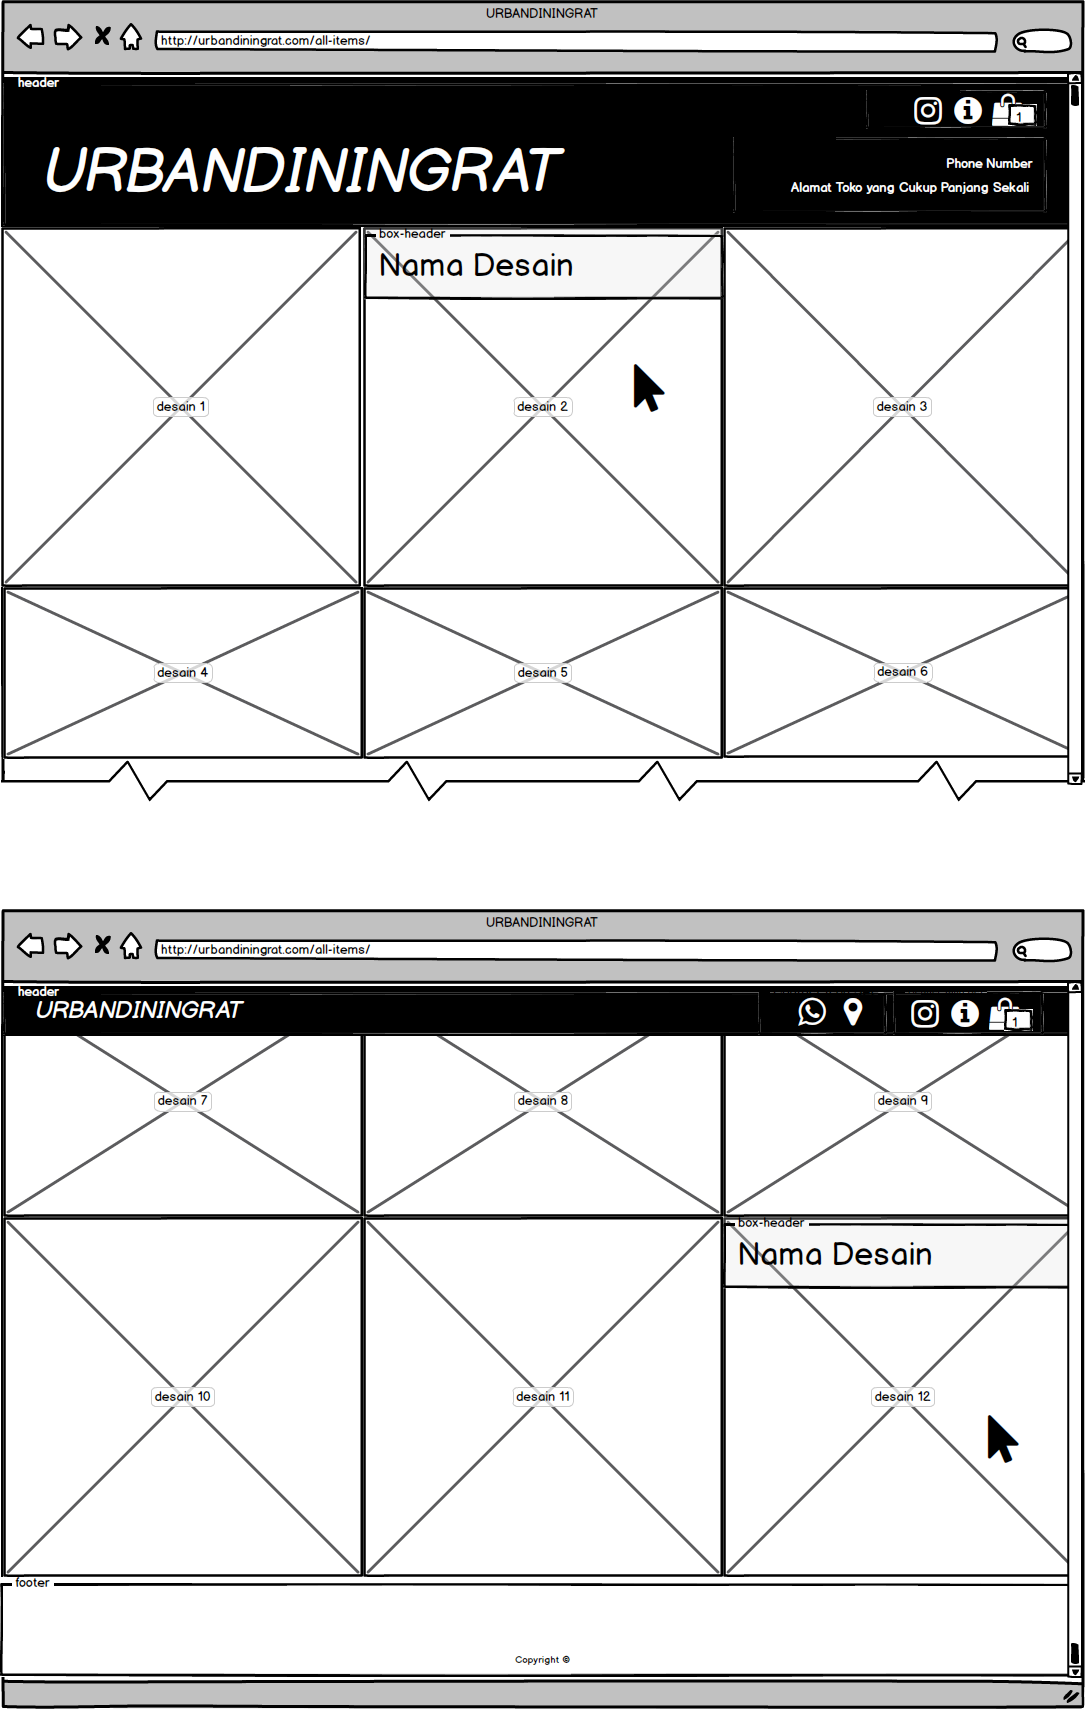 URBANDININGRAT
http://urbandiningrat.com/all-items/
header
1
URBANDININGRAT
Phone Number
Alamat Toko yang Cukup Panjang Sekali
box-header
Nama Desain
desain 1
desain 2
desain 3
desain 4
desain 5
desain 6
URBANDININGRAT
http://urbandiningrat.com/all-items/
header
URBANDININGRAT
1
desain 7
desain 8
desain 9
box-header
Nama Desain
desain 10
desain 11
desain 12
footer
Copyright ©